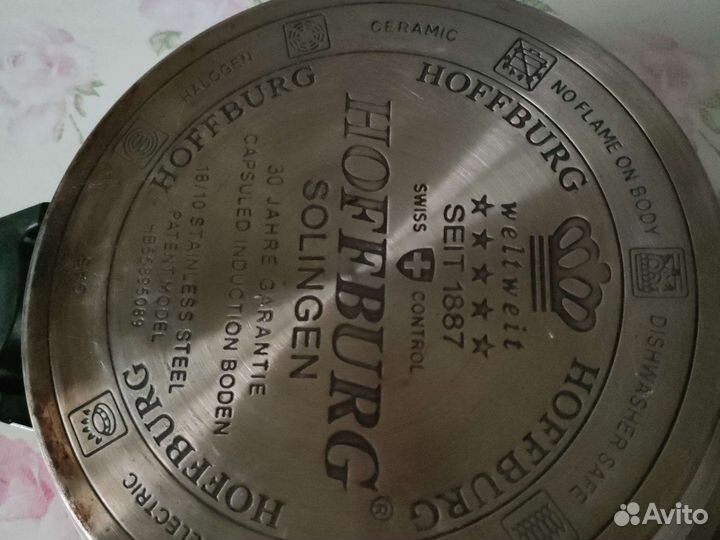 weltweit
SEIT 1887
SWISS CONTROL
HOFFBURG®
SOLINGEN
30 JAHRE GARANTIE
CAPSULED INDUCTION BODEN
18/10 STAINLESS STEEL
PATENT MODEL
HOFFBURG
HOFFBURG
HOFFBURG
HOFFBURG
HOFFBURG
HALOGEN
CERAMIC
NO FLAME ON BODY
DISHWASHER SAFE
ELECTRIC
Avito